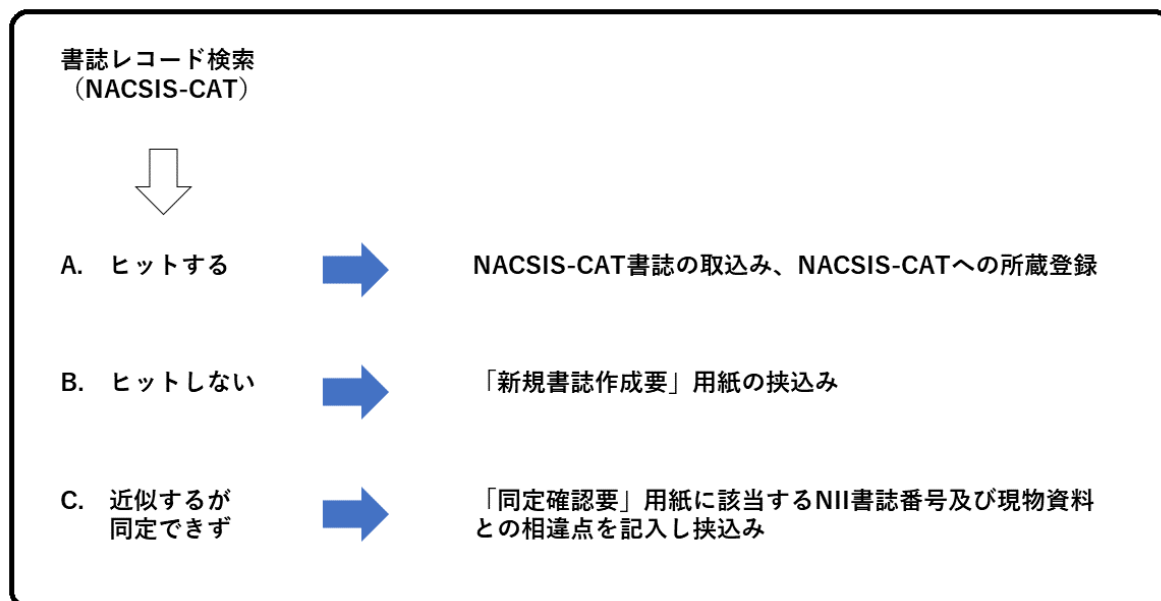 書誌レコード検索
（NACSIS-CAT）
A. ヒットする
NACSIS-CAT書誌の取込み、NACSIS-CATへの所蔵登録
B. ヒットしない
「新規書誌作成要」用紙の挟込み
C. 近似するが
同定できず
「同定確認要」用紙に該当するNII書誌番号及び現物資料
との相違点を記入し挟込み